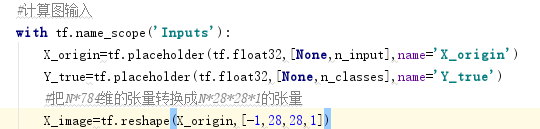 #计算图输入
with tf.name_scope('Inputs'):
X_origin=tf.placeholder(tf.float32,[None,n_input],name='X_origin')
Y_true=tf.placeholder(tf.float32,[None,n_classes],name='Y_true')
#把N*784维的张量转换成N*28*28*1的张量
X_image=tf.reshape(X_origin,[-1,28,28,1])